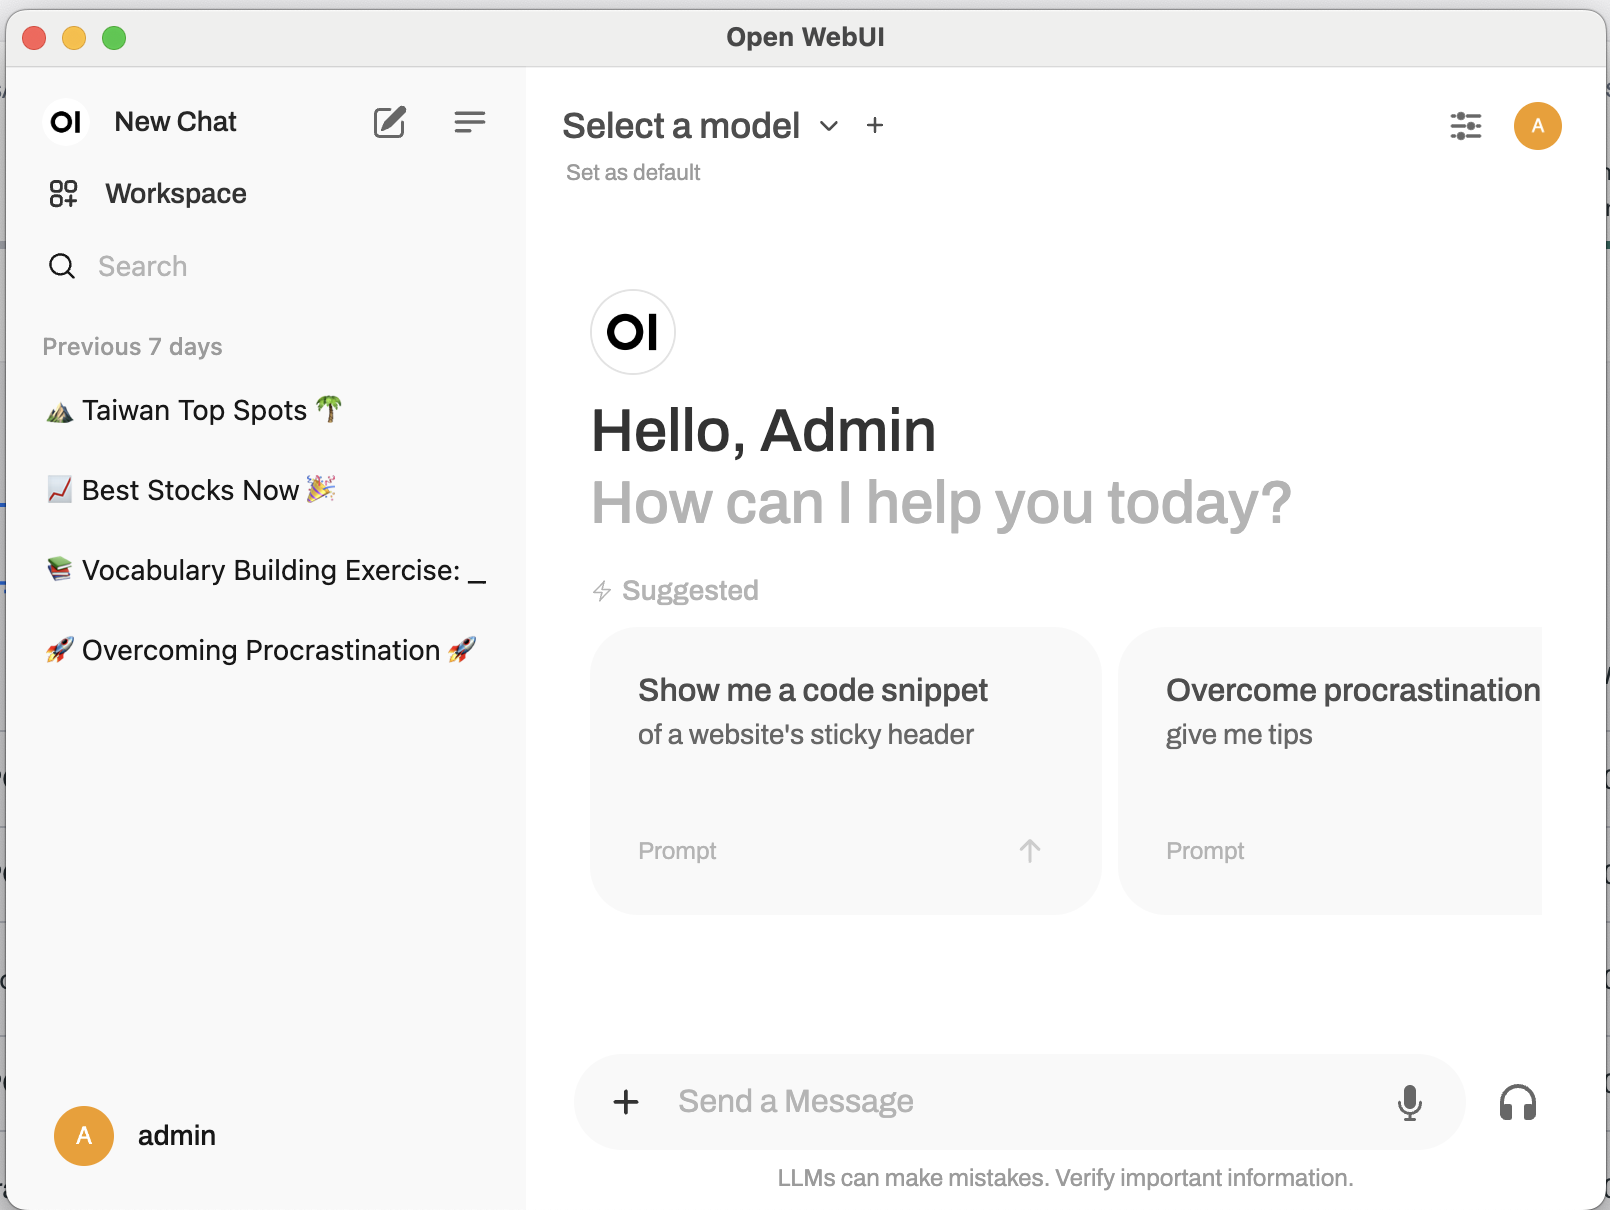 Open WebUI
OI New Chat
Workspace
Search
Previous 7 days
Taiwan Top Spots
Best Stocks Now
Vocabulary Building Exercise: _
Overcoming Procrastination
A admin
Select a model
Set as default
A
OI
Hello, Admin
How can I help you today?
Suggested
Show me a code snippet
of a website's sticky header
Prompt
Overcome procrastination
give me tips
Prompt
Send a Message
LLMs can make mistakes. Verify important information.